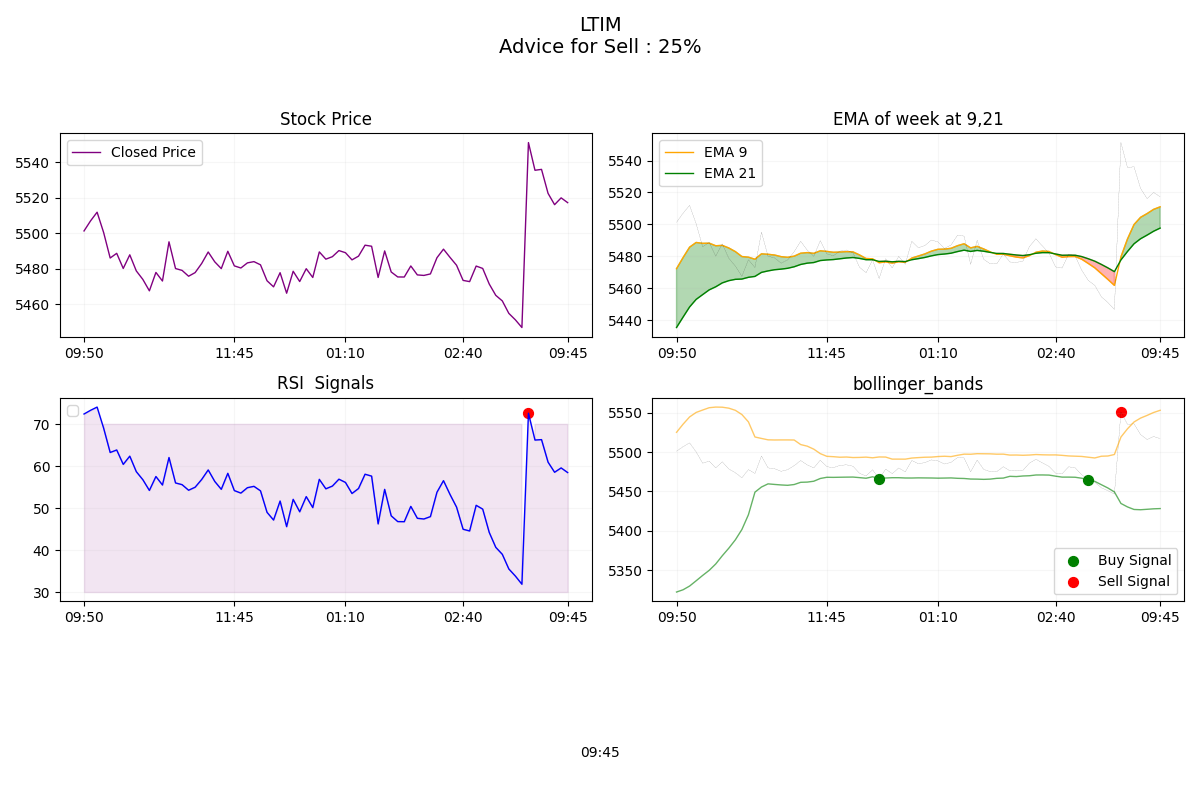 LTIM
Advice for Sell : 25%
Stock Price
Closed Price
5540
5520
5500
5480
5460
09:50 11:45 01:10 02:40 09:45
EMA of week at 9,21
EMA 9
EMA 21
5540
5520
5500
5480
5460
5440
09:50 11:45 01:10 02:40 09:45
RSI  Signals
70
60
50
40
30
09:50 11:45 01:10 02:40 09:45
bollinger_bands
5550
5500
5450
5400
5350
Buy Signal
Sell Signal
09:50 11:45 01:10 02:40 09:45
09:45